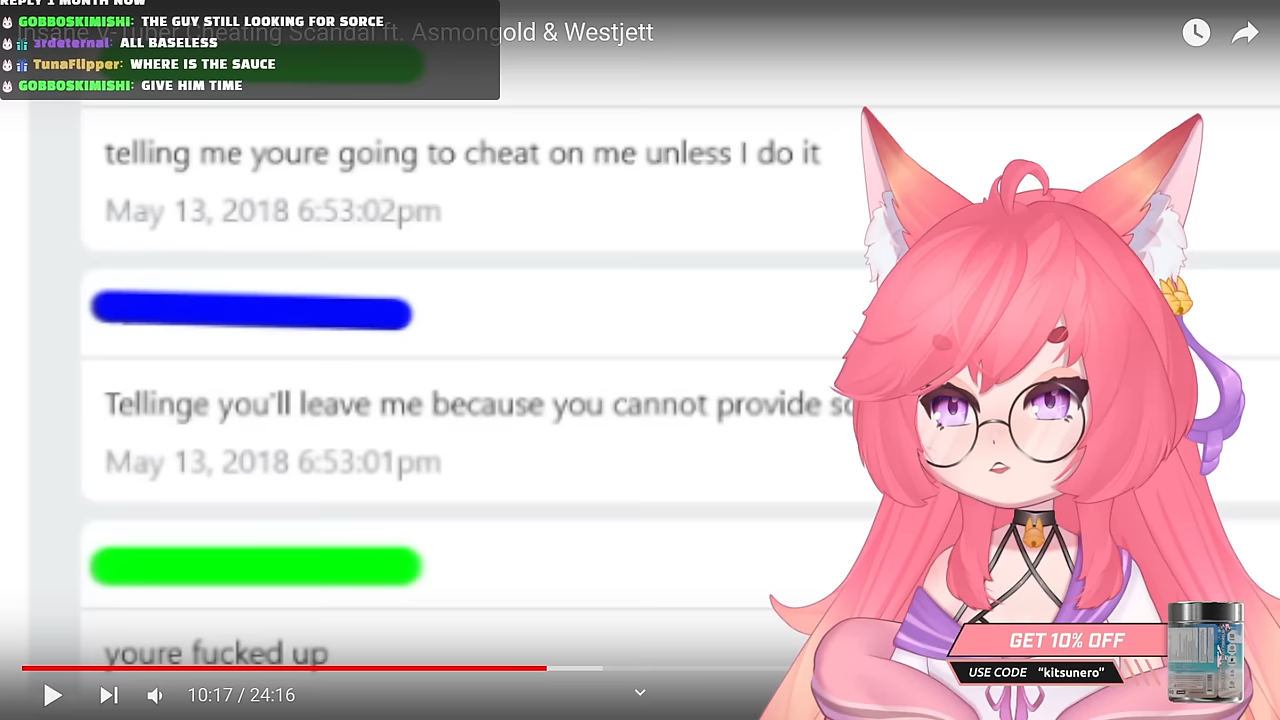 REPLY 1 MONTH NOW
GOBBOSKIMISHI: THE GUY STILL LOOKING FOR SORCE
Insane V-Tuber Cheating Scandal ft. Asmongold & Westjett
3rdeternal: ALL BASELESS
TunaFlipper: WHERE IS THE SAUCE
GOBBOSKIMISHI: GIVE HIM TIME
telling me youre going to cheat on me unless I do it
May 13, 2018 6:53:02pm
Tellinge you'll leave me because you cannot provide
May 13, 2018 6:53:01pm
youre fucked up
GET 10% OFF
USE CODE "kitsunero"
10:17 / 24:16